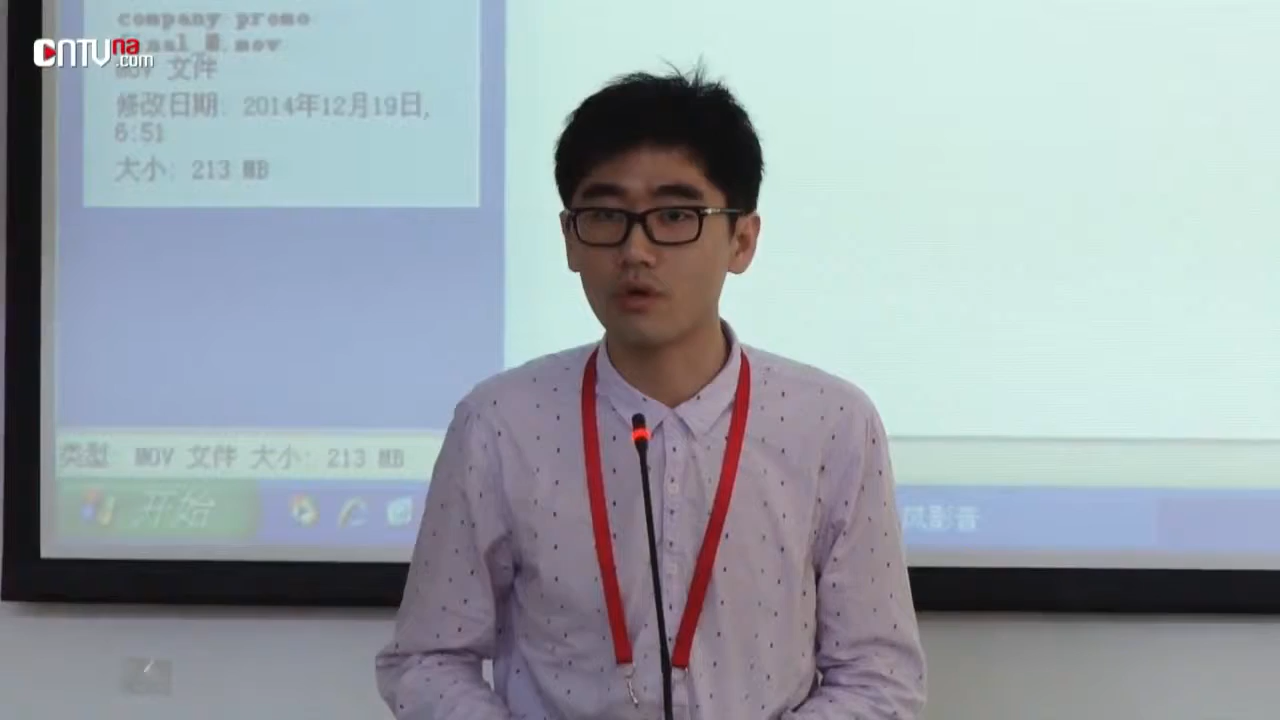 company promo
MOV 文件
修改日期: 2014年12月19日,
6:51
大小: 213 MB
CNTVna.com
类型: MOV 文件 大小: 213 MB
开始
风影音